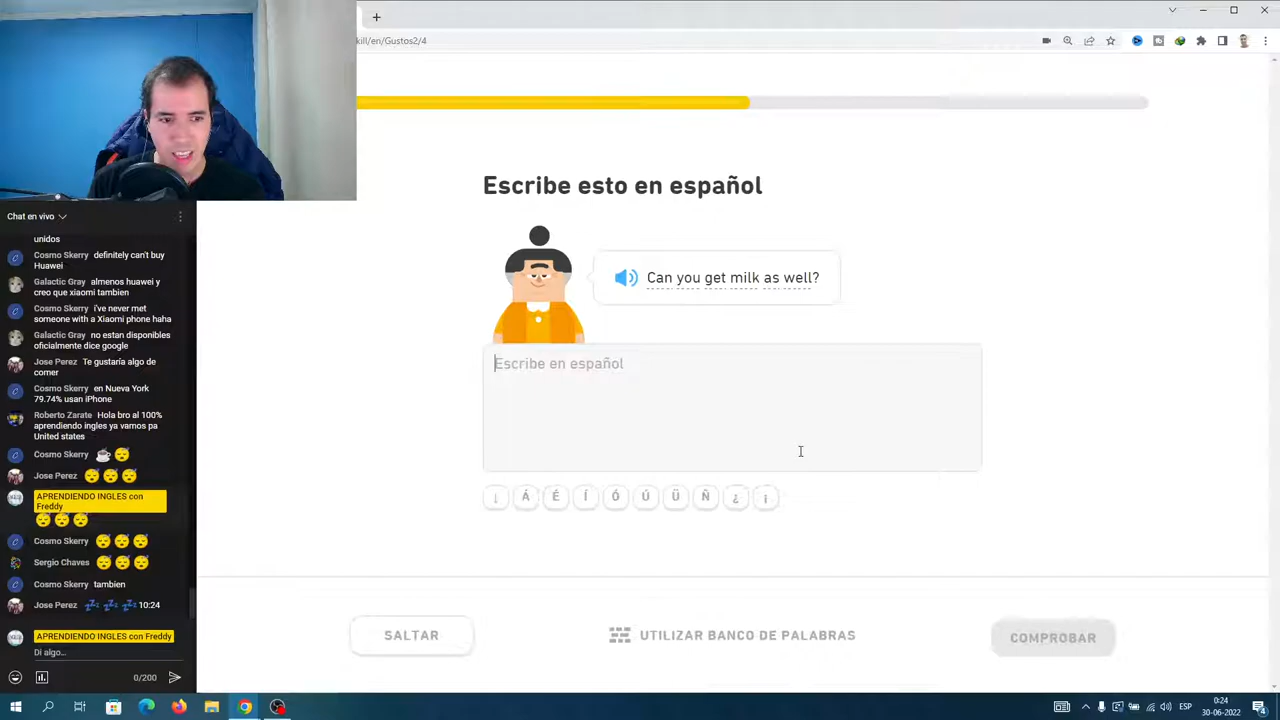 kill/en/Gustos2/4
Escribe esto en español
Can you get milk as well?
Escribe en español
↓ Á É Í Ó Ú Ü Ñ ¿ ¡
SALTAR
UTILIZAR BANCO DE PALABRAS
COMPROBAR
Chat en vivo
unidos
Cosmo Skerry definitely can't buy
Huawei
Galactic Gray almenos huawei y
creo que xiaomi tambien
Cosmo Skerry i've never met
someone with a Xiaomi phone haha
Galactic Gray no estan disponibles
oficialmente dice google
Jose Perez Te gustaría algo de
comer
Cosmo Skerry en Nueva York
79.74% usan iPhone
Roberto Zarate Hola bro al 100%
aprendiendo ingles ya vamos pa
United states
Cosmo Skerry
Jose Perez
APRENDIENDO INGLES con
Freddy
Cosmo Skerry
Sergio Chaves
Cosmo Skerry tambien
Jose Perez 💤 💤 💤 10:24
APRENDIENDO INGLES con Freddy
Di algo...
0/200
ESP
0:24
30-06-2022
4